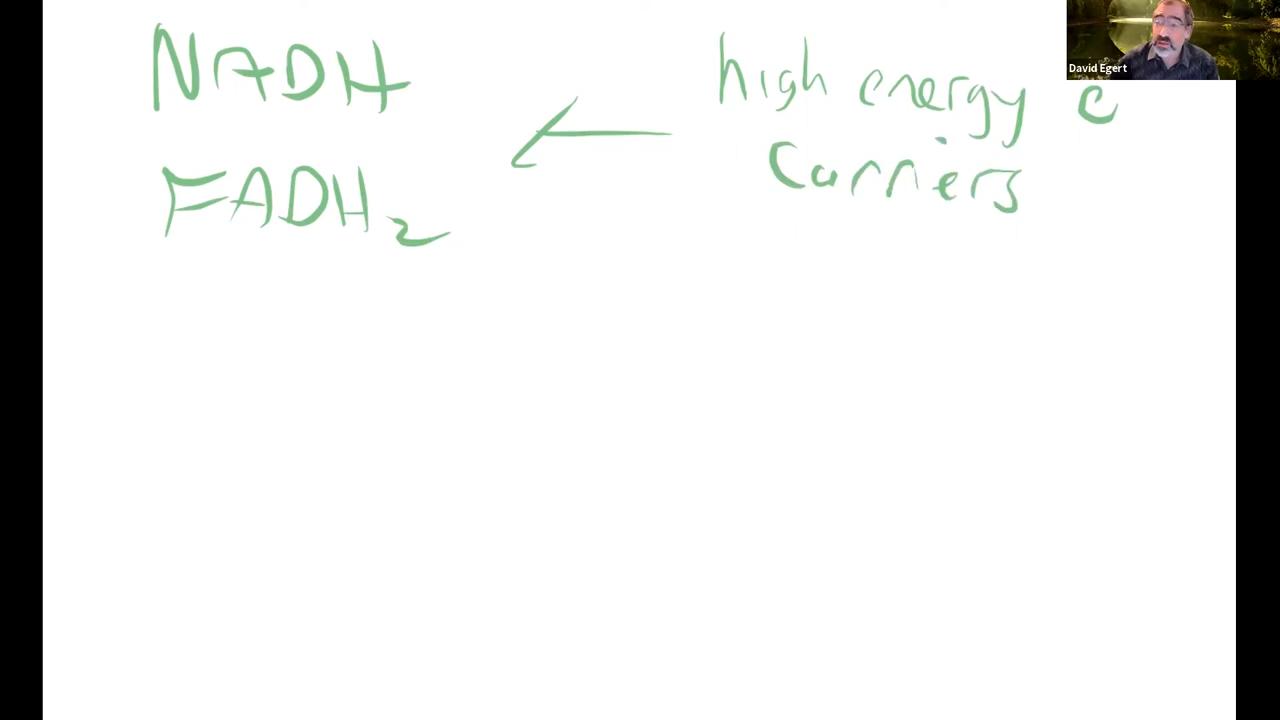 NADH
FADH₂
high energy e
carriers
David Egert